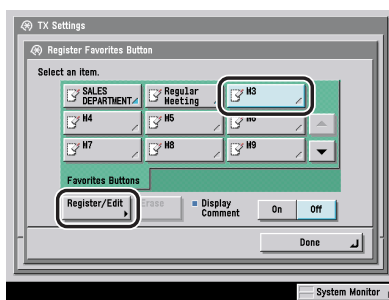 TX Settings
Register Favorites Button
Select an item.
SALES DEPARTMENT
Regular Meeting
M3
M4
M5
M6
M7
M8
M9
Favorites Buttons
Register/Edit
Erase
Display Comment
On
Off
Done
System Monitor